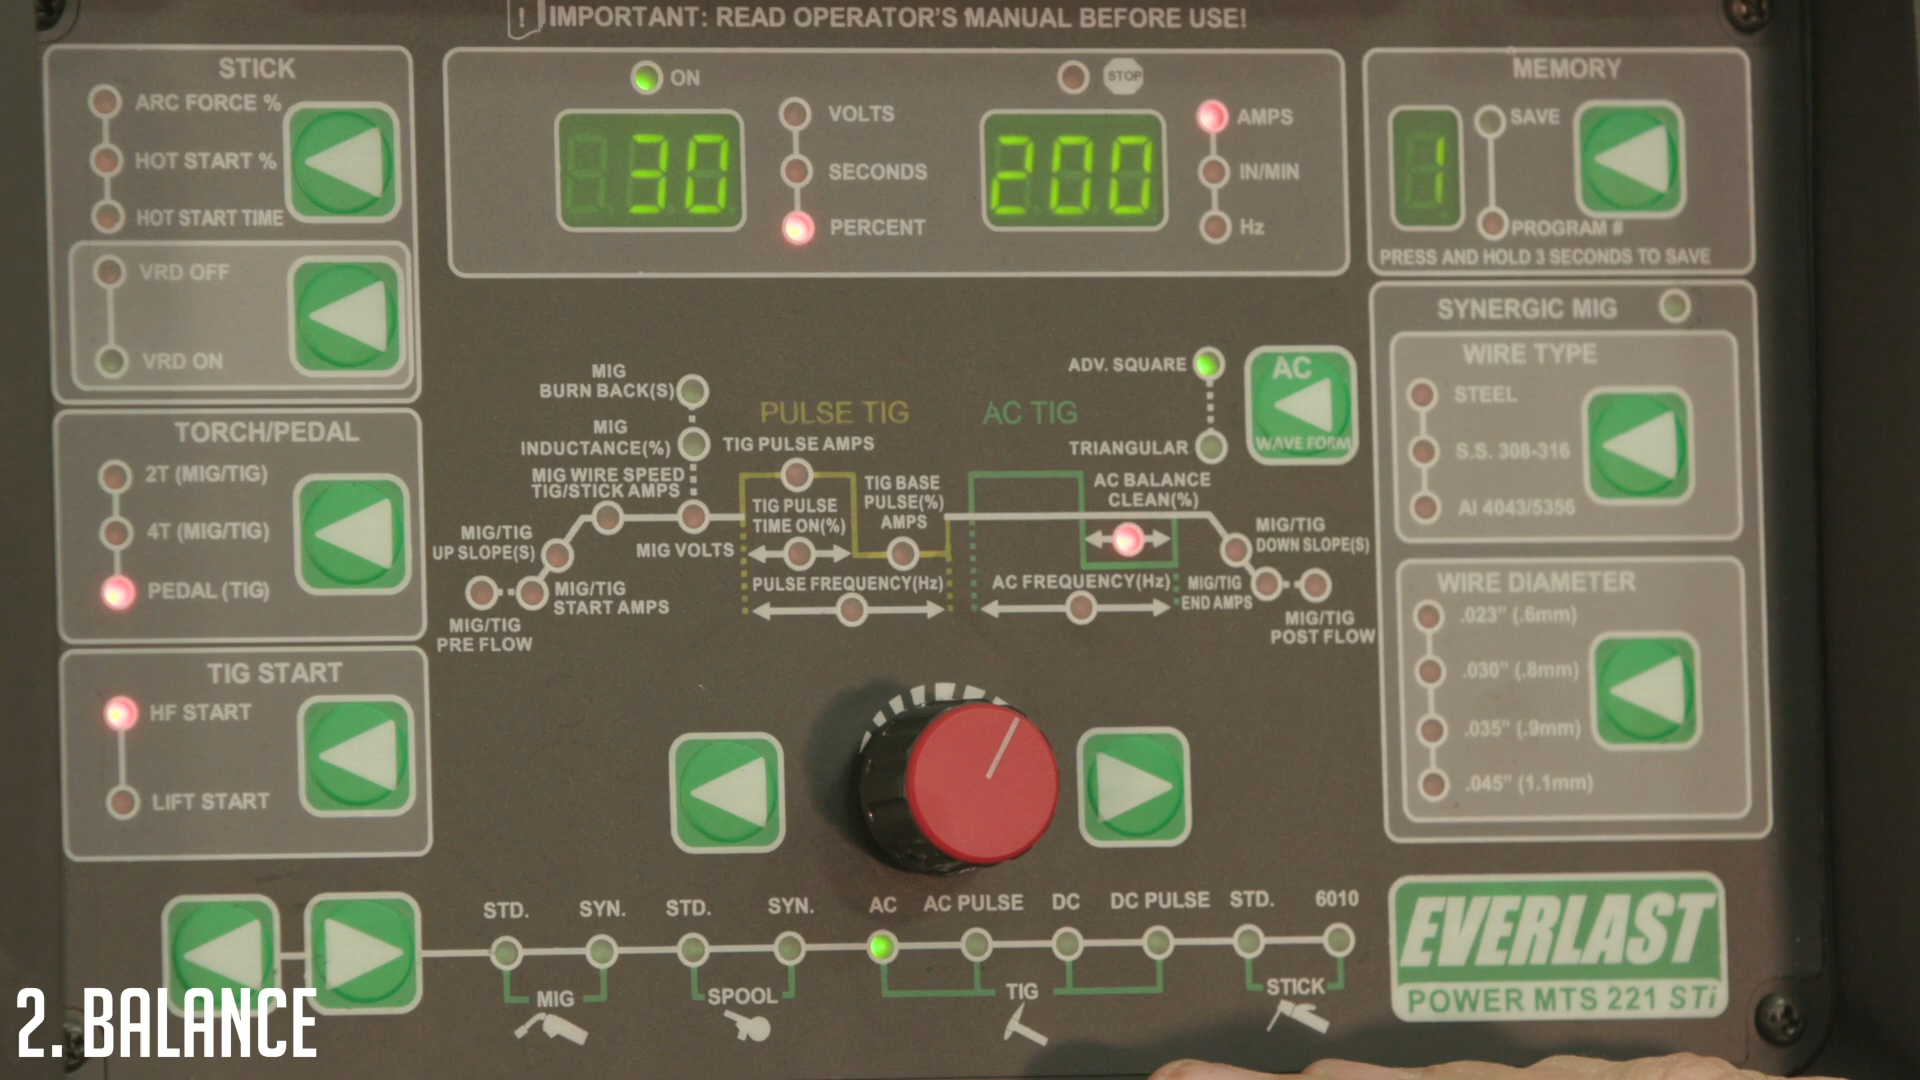 ! IMPORTANT: READ OPERATOR'S MANUAL BEFORE USE!
STICK
ARC FORCE %
HOT START %
HOT START TIME
VRD OFF
VRD ON
TORCH/PEDAL
2T (MIG/TIG)
4T (MIG/TIG)
PEDAL (TIG)
TIG START
HF START
LIFT START
ON
30
VOLTS
SECONDS
PERCENT
STOP
200
AMPS
IN/MIN
Hz
MEMORY
1
SAVE
PROGRAM #
PRESS AND HOLD 3 SECONDS TO SAVE
SYNERGIC MIG
WIRE TYPE
STEEL
S.S. 308-316
Al 4043/5356
WIRE DIAMETER
.023" (.6mm)
.030" (.8mm)
.035" (.9mm)
.045" (1.1mm)
MIG
BURN BACK(S)
MIG
INDUCTANCE(%)
MIG WIRE SPEED
TIG/STICK AMPS
MIG/TIG
UP SLOPE(S)
MIG VOLTS
MIG/TIG
START AMPS
MIG/TIG
PRE FLOW
PULSE TIG
TIG PULSE AMPS
TIG PULSE
TIME ON(%)
TIG BASE
PULSE(%)
AMPS
PULSE FREQUENCY(Hz)
AC TIG
ADV. SQUARE
TRIANGULAR
AC
WAVE FORM
AC BALANCE
CLEAN(%)
AC FREQUENCY(Hz)
MIG/TIG
DOWN SLOPE(S)
MIG/TIG
END AMPS
MIG/TIG
POST FLOW
STD.
SYN.
STD.
SYN.
AC
AC PULSE
DC
DC PULSE
STD.
6010
MIG
SPOOL
TIG
STICK
EVERLAST
POWER MTS 221 STi
2. BALANCE